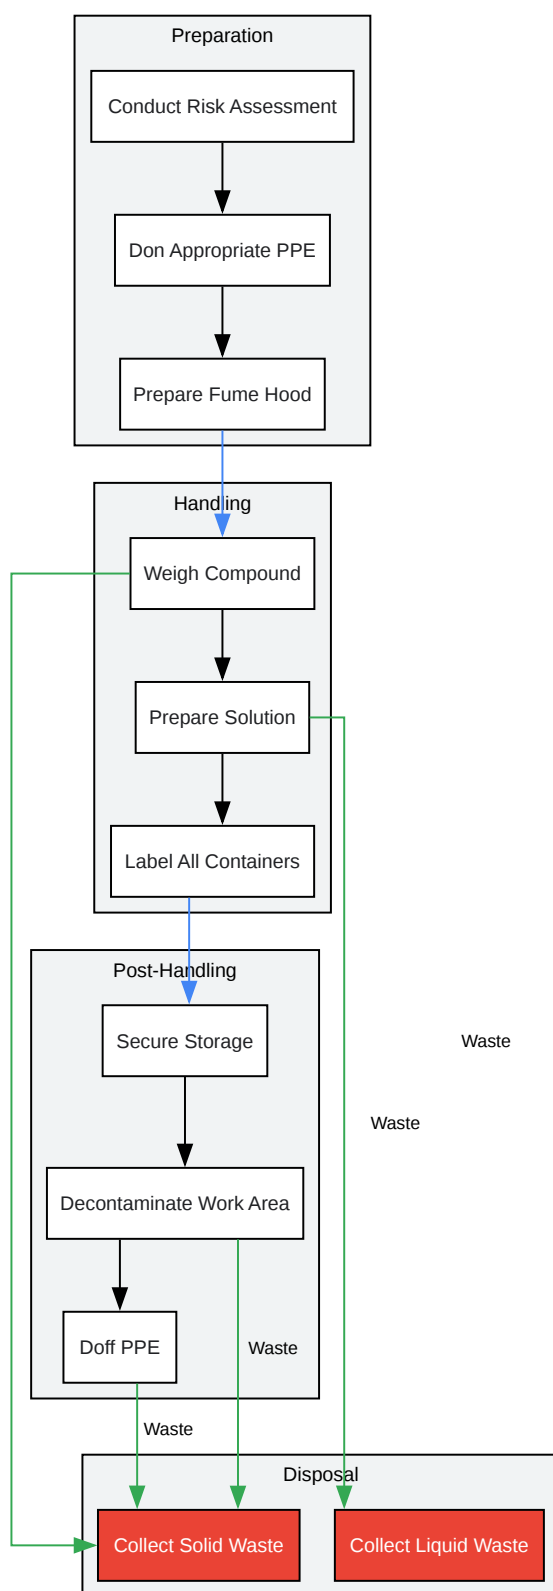 Preparation
Conduct Risk Assessment
Don Appropriate PPE
Prepare Fume Hood
Handling
Weigh Compound
Prepare Solution
Label All Containers
Post-Handling
Secure Storage
Waste
Waste
Decontaminate Work Area
Doff PPE
Waste
Waste
Disposal
Collect Solid Waste
Collect Liquid Waste